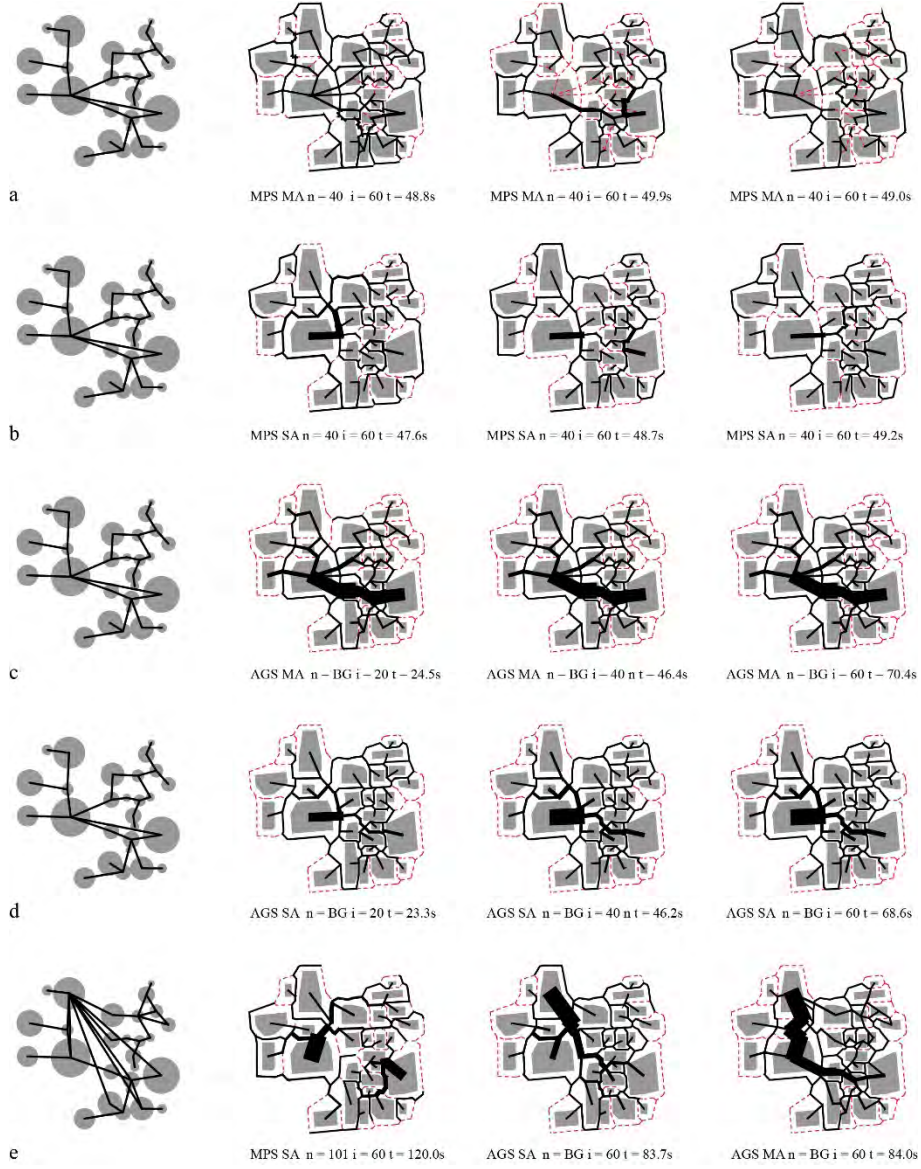 a
MPS MA n = 40 i = 60 t = 48.8s
MPS MA n = 40 i = 60 t = 49.9s
MPS MA n = 40 i = 60 t = 49.0s
b
MPS SA n = 40 i = 60 t = 47.6s
MPS SA n = 40 i = 60 t = 48.7s
MPS SA n = 40 i = 60 t = 49.2s
c
AGS MA n = BG i = 20 t = 24.5s
AGS MA n = BG i = 40 n t = 46.4s
AGS MA n = BG i = 60 t = 70.4s
d
AGS SA n = BG i = 20 t = 23.3s
AGS SA n = BG i = 40 n t = 46.2s
AGS SA n = BG i = 60 t = 68.6s
e
MPS SA n = 101 i = 60 t = 120.0s
AGS SA n = BG i = 60 t = 83.7s
AGS MA n = BG i = 60 t = 84.0s